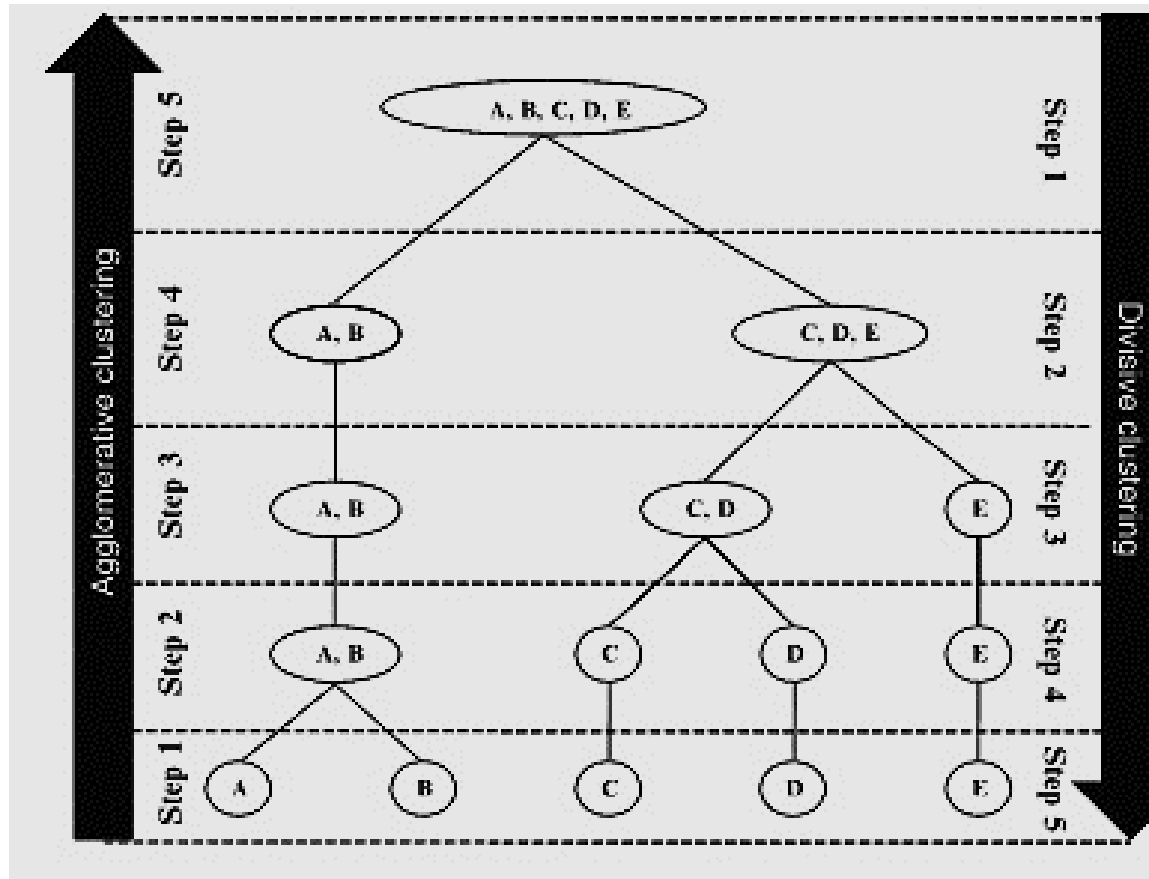 Step 5
A, B, C, D, E
Step 1
Agglomerative clustering
Step 4
A, B
C, D, E
Step 2
Divisive clustering
Step 3
A, B
C, D
E
Step 3
Step 2
A, B
C
D
E
Step 4
Step 1
A
B
C
D
E
Step 5